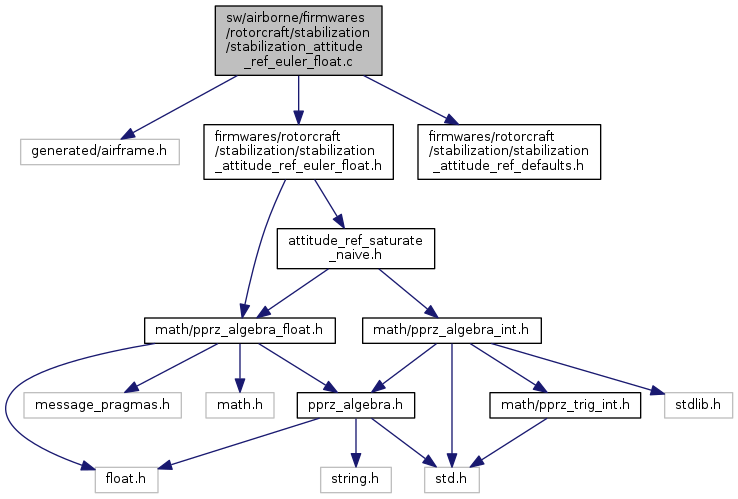 sw/airborne/firmwares
/rotorcraft/stabilization
/stabilization_attitude
_ref_euler_float.c
generated/airframe.h
firmwares/rotorcraft
/stabilization/stabilization
_attitude_ref_euler_float.h
firmwares/rotorcraft
/stabilization/stabilization
_attitude_ref_defaults.h
attitude_ref_saturate
_naive.h
math/pprz_algebra_float.h
math/pprz_algebra_int.h
message_pragmas.h
math.h
pprz_algebra.h
math/pprz_trig_int.h
stdlib.h
float.h
string.h
std.h